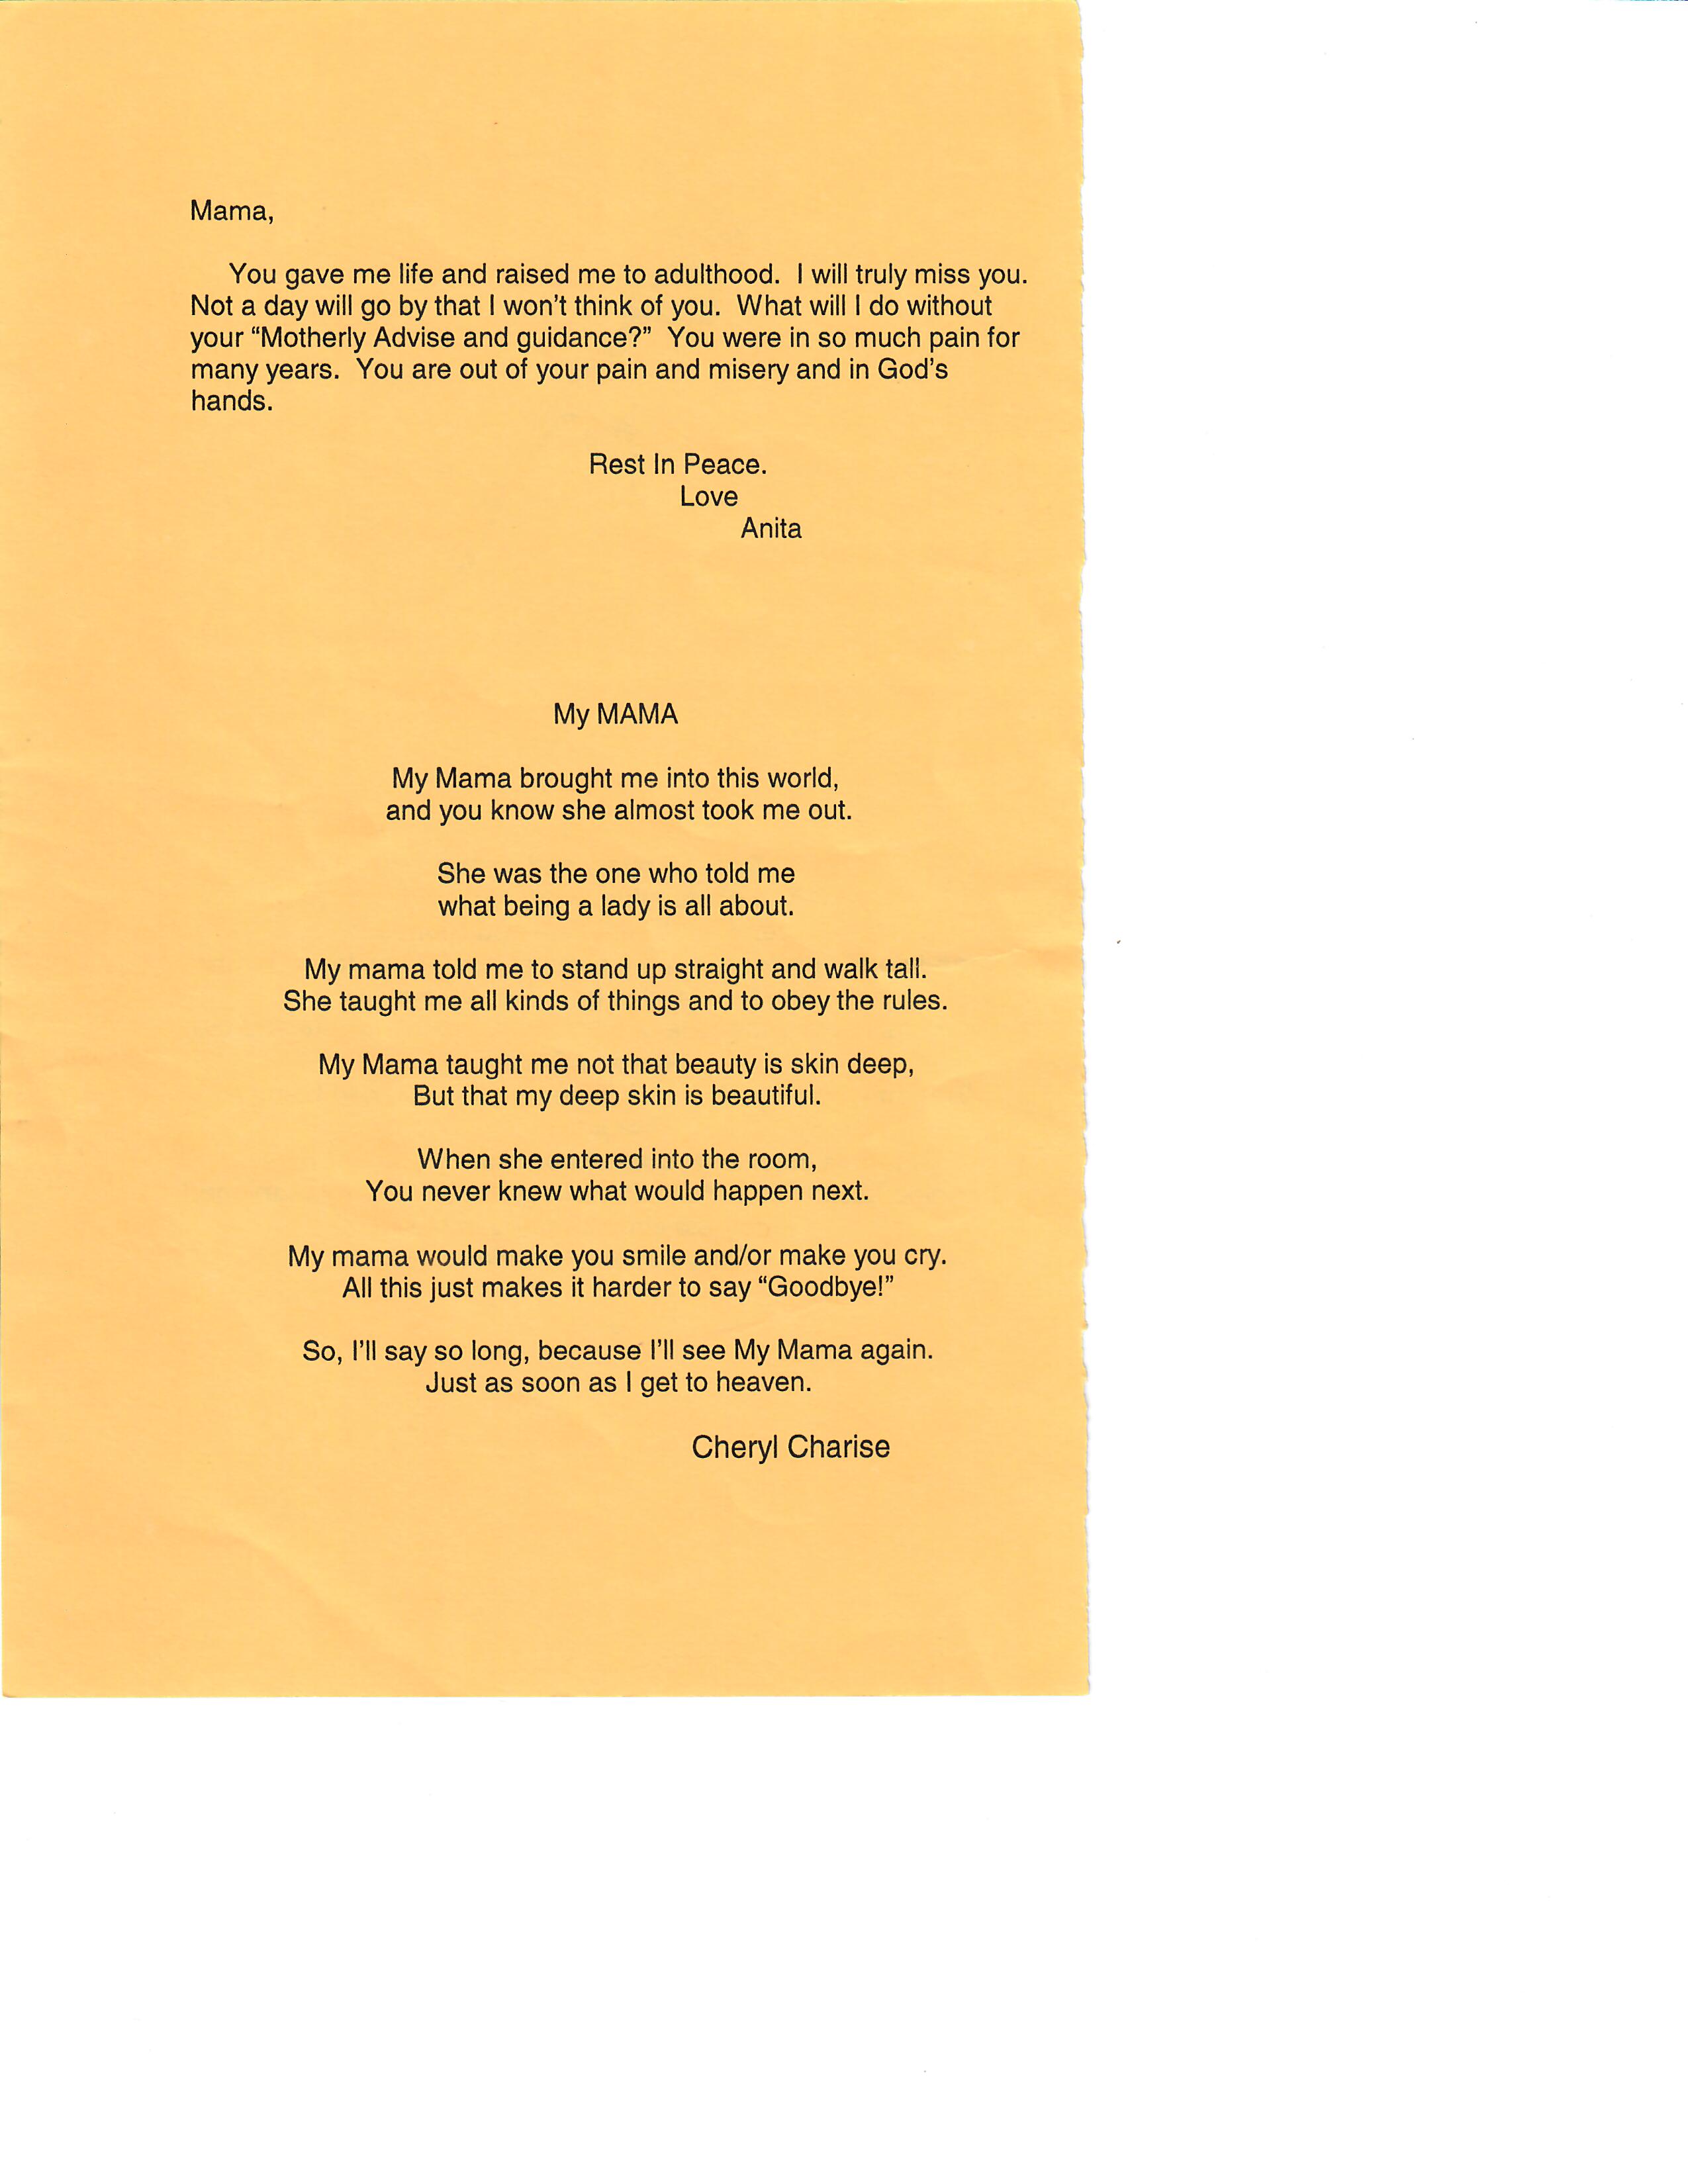 Mama,
You gave me life and raised me to adulthood. I will truly miss you.
Not a day will go by that I won't think of you. What will I do without
your “Motherly Advise and guidance?” You were in so much pain for
many years. You are out of your pain and misery and in God's
hands.
Rest In Peace.
Love
Anita
My MAMA
My Mama brought me into this world,
and you know she almost took me out.
She was the one who told me
what being a lady is all about.
My mama told me to stand up straight and walk tall.
She taught me all kinds of things and to obey the rules.
My Mama taught me not that beauty is skin deep,
But that my deep skin is beautiful.
When she entered into the room,
You never knew what would happen next.
My mama would make you smile and/or make you cry.
All this just makes it harder to say “Goodbye!”
So, I'll say so long, because I'll see My Mama again.
Just as soon as I get to heaven.
Cheryl Charise